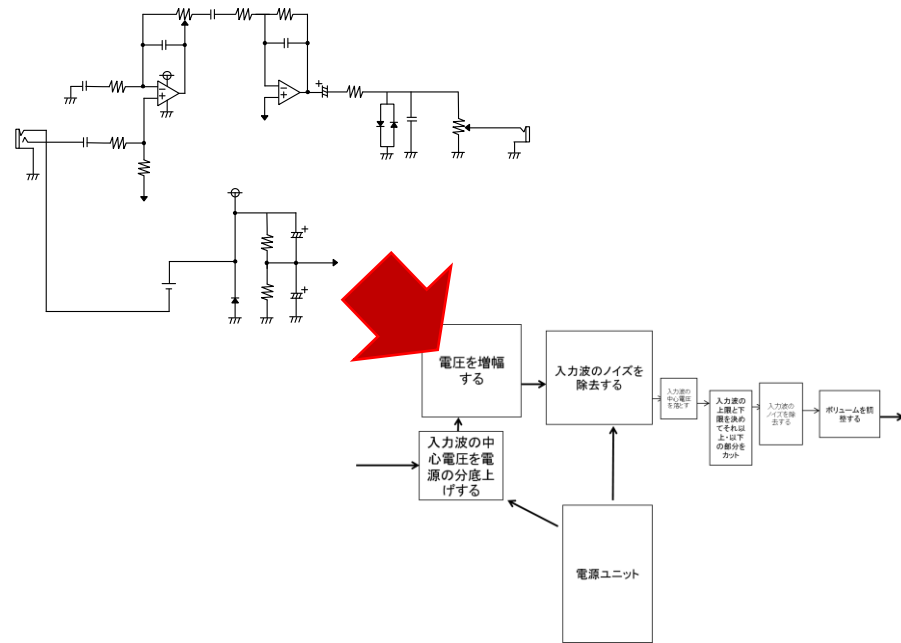 電圧を増幅
する
入力波のノイズを
除去する
入力波の
中心電圧
を落とす
入力波の
上限と下
限を決め
てそれ以
上・以下
の部分を
カット
入力波の
ノイズを除
去する
ボリュームを調
整する
入力波の中
心電圧を電
源の分底上
げする
電源ユニット